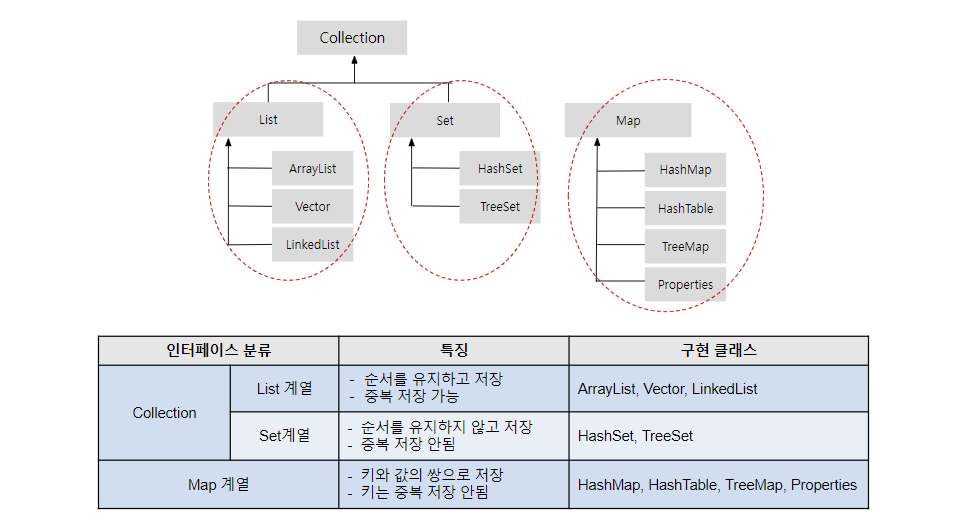 Collection
List
Set
Map
ArrayList
Vector
LinkedList
HashSet
TreeSet
HashMap
HashTable
TreeMap
Properties
인터페이스 분류
특징
구현 클래스
Collection
List 계열
- 순서를 유지하고 저장
- 중복 저장 가능
ArrayList, Vector, LinkedList
Set계열
- 순서를 유지하지 않고 저장
- 중복 저장 안됨
HashSet, TreeSet
Map 계열
- 키와 값의 쌍으로 저장
- 키는 중복 저장 안됨
HashMap, HashTable, TreeMap, Properties